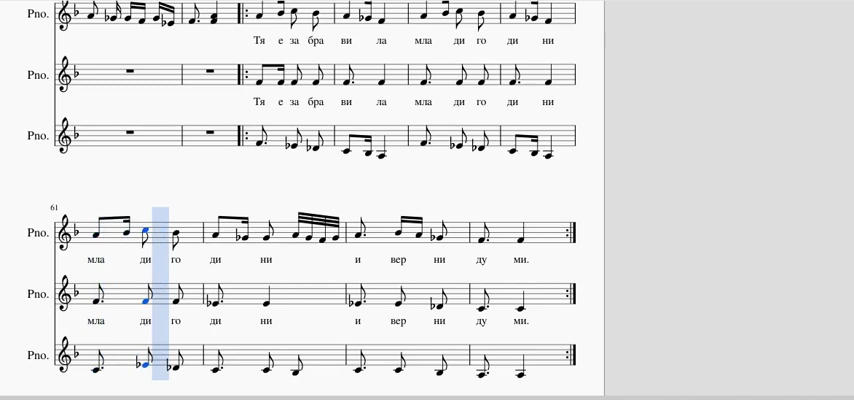 Pno.
Тя е за бра ви ла мла ди го ди ни
Pno.
Тя е за бра ви ла мла ди го ди ни
Pno.
61
Pno.
мла ди го ди ни и вер ни ду ми.
Pno.
мла ди го ди ни и вер ни ду ми.
Pno.